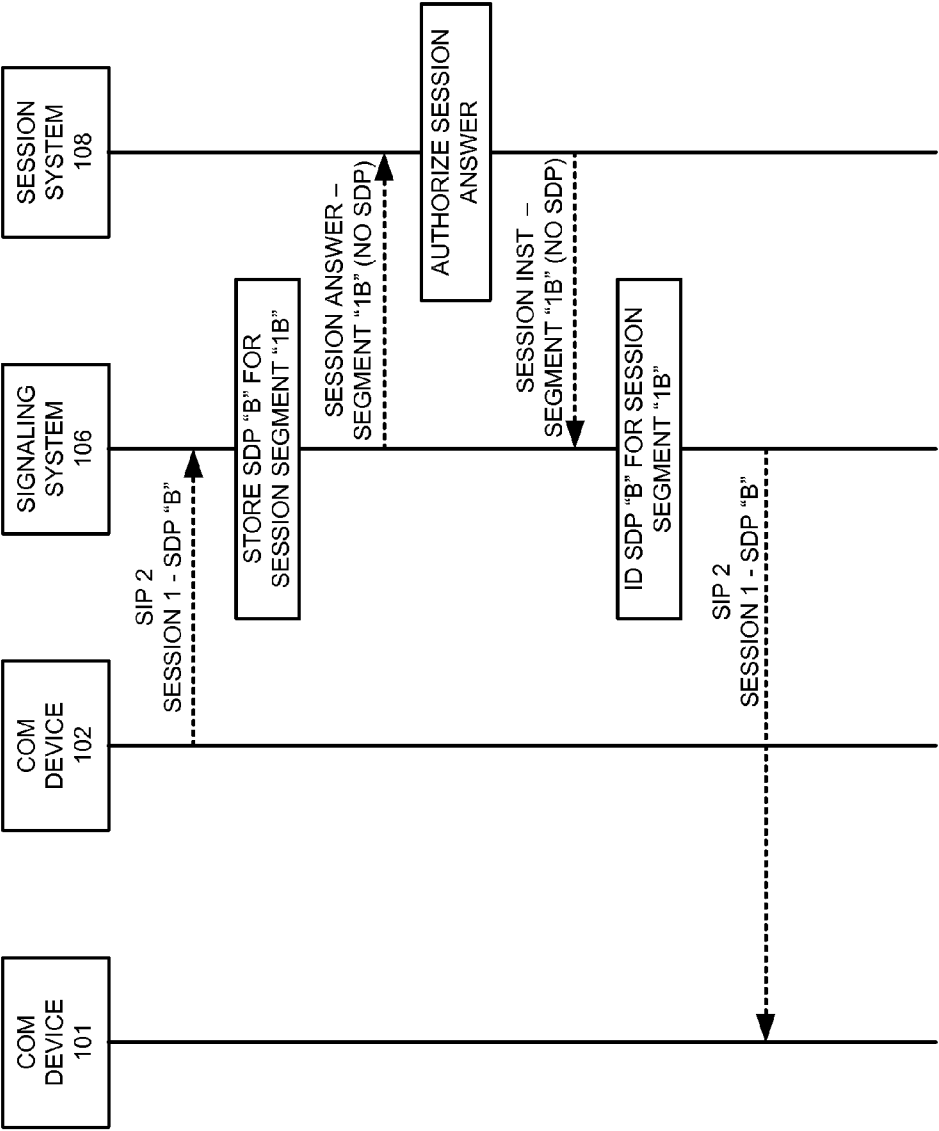 COM
DEVICE
101
COM
DEVICE
102
SIGNALING
SYSTEM
106
SESSION
SYSTEM
108
SIP 2
SESSION 1 - SDP “B”
STORE SDP “B” FOR
SESSION SEGMENT “1B”
SESSION ANSWER –
SEGMENT “1B” (NO SDP)
AUTHORIZE SESSION
ANSWER
SESSION INST –
SEGMENT “1B” (NO SDP)
ID SDP “B” FOR SESSION
SEGMENT “1B”
SIP 2
SESSION 1 - SDP “B”